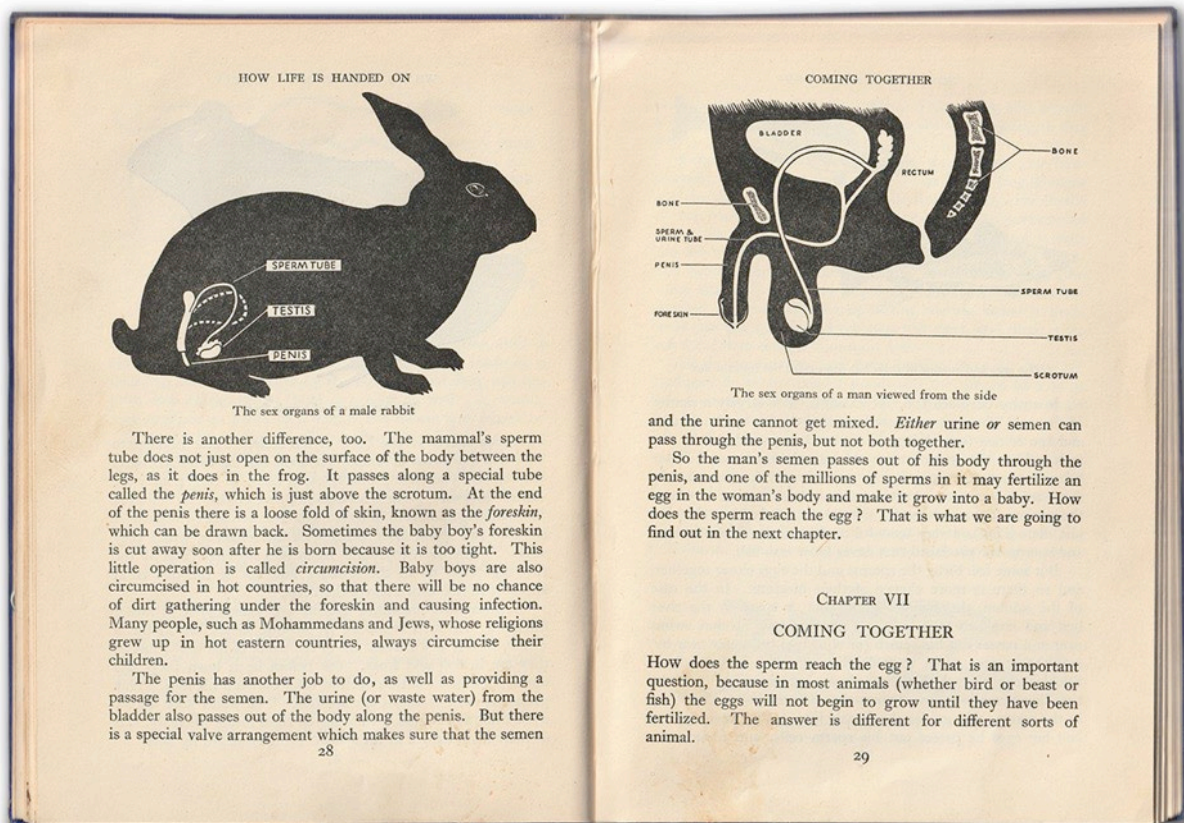 HOW LIFE IS HANDED ON
SPERM TUBE
TESTIS
PENIS
The sex organs of a male rabbit
There is another difference, too. The mammal's sperm
tube does not just open on the surface of the body between the
legs, as it does in the frog. It passes along a special tube
called the penis, which is just above the scrotum. At the end
of the penis there is a loose fold of skin, known as the foreskin,
which can be drawn back. Sometimes the baby boy's foreskin
is cut away soon after he is born because it is too tight. This
little operation is called circumcision. Baby boys are also
circumcised in hot countries, so that there will be no chance
of dirt gathering under the foreskin and causing infection.
Many people, such as Mohammedans and Jews, whose religions
grew up in hot eastern countries, always circumcise their
children.
The penis has another job to do, as well as providing a
passage for the semen. The urine (or waste water) from the
bladder also passes out of the body along the penis. But there
is a special valve arrangement which makes sure that the semen
28
COMING TOGETHER
BLADDER
BONE
RECTUM
BONE
SPERM &
URINE TUBE
PENIS
SPERM TUBE
FORESKIN
TESTIS
SCROTUM
The sex organs of a man viewed from the side
and the urine cannot get mixed. Either urine or semen can
pass through the penis, but not both together.
So the man's semen passes out of his body through the
penis, and one of the millions of sperms in it may fertilize an
egg in the woman's body and make it grow into a baby. How
does the sperm reach the egg ? That is what we are going to
find out in the next chapter.
CHAPTER VII
COMING TOGETHER
How does the sperm reach the egg ? That is an important
question, because in most animals (whether bird or beast or
fish) the eggs will not begin to grow until they have been
fertilized. The answer is different for different sorts of
animal.
29